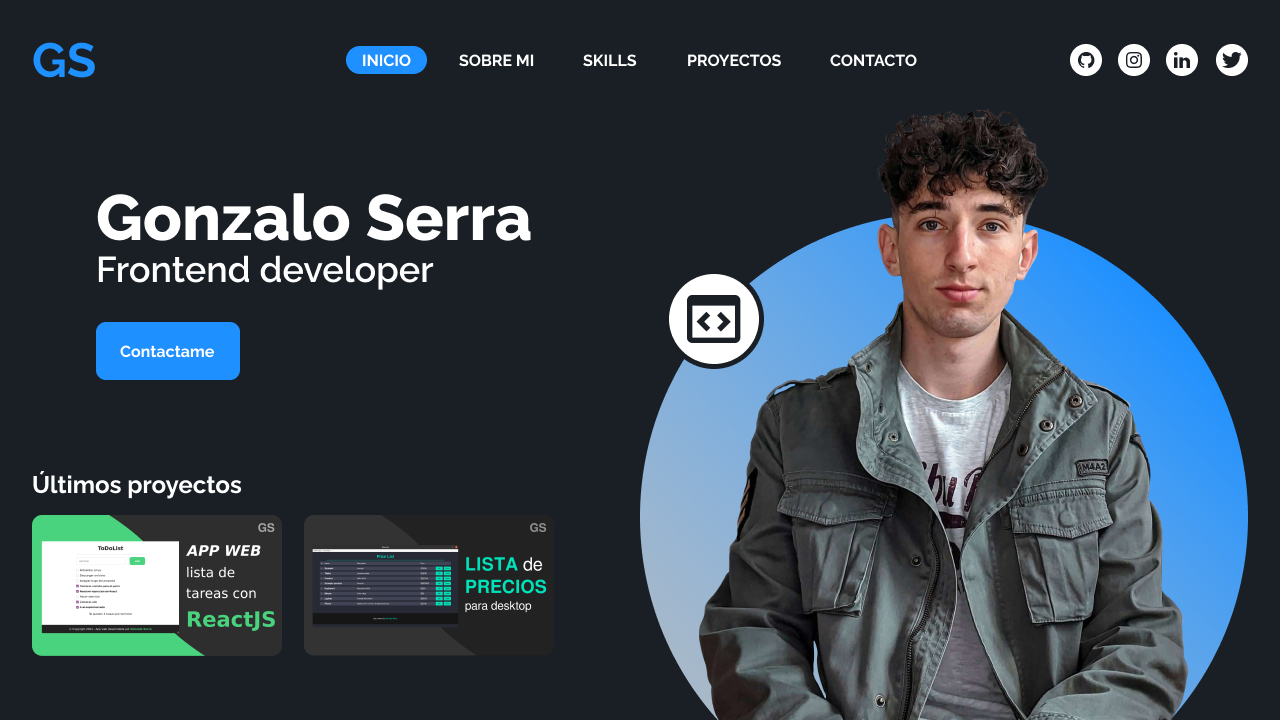 GS
INICIO
SOBRE MI
SKILLS
PROYECTOS
CONTACTO
Gonzalo Serra
Frontend developer
Contactame
Últimos proyectos
GS
ToDoList
APP WEB
lista de
tareas con
ReactJS
GS
Price List
LISTA de
PRECIOS
para desktop
M4A2